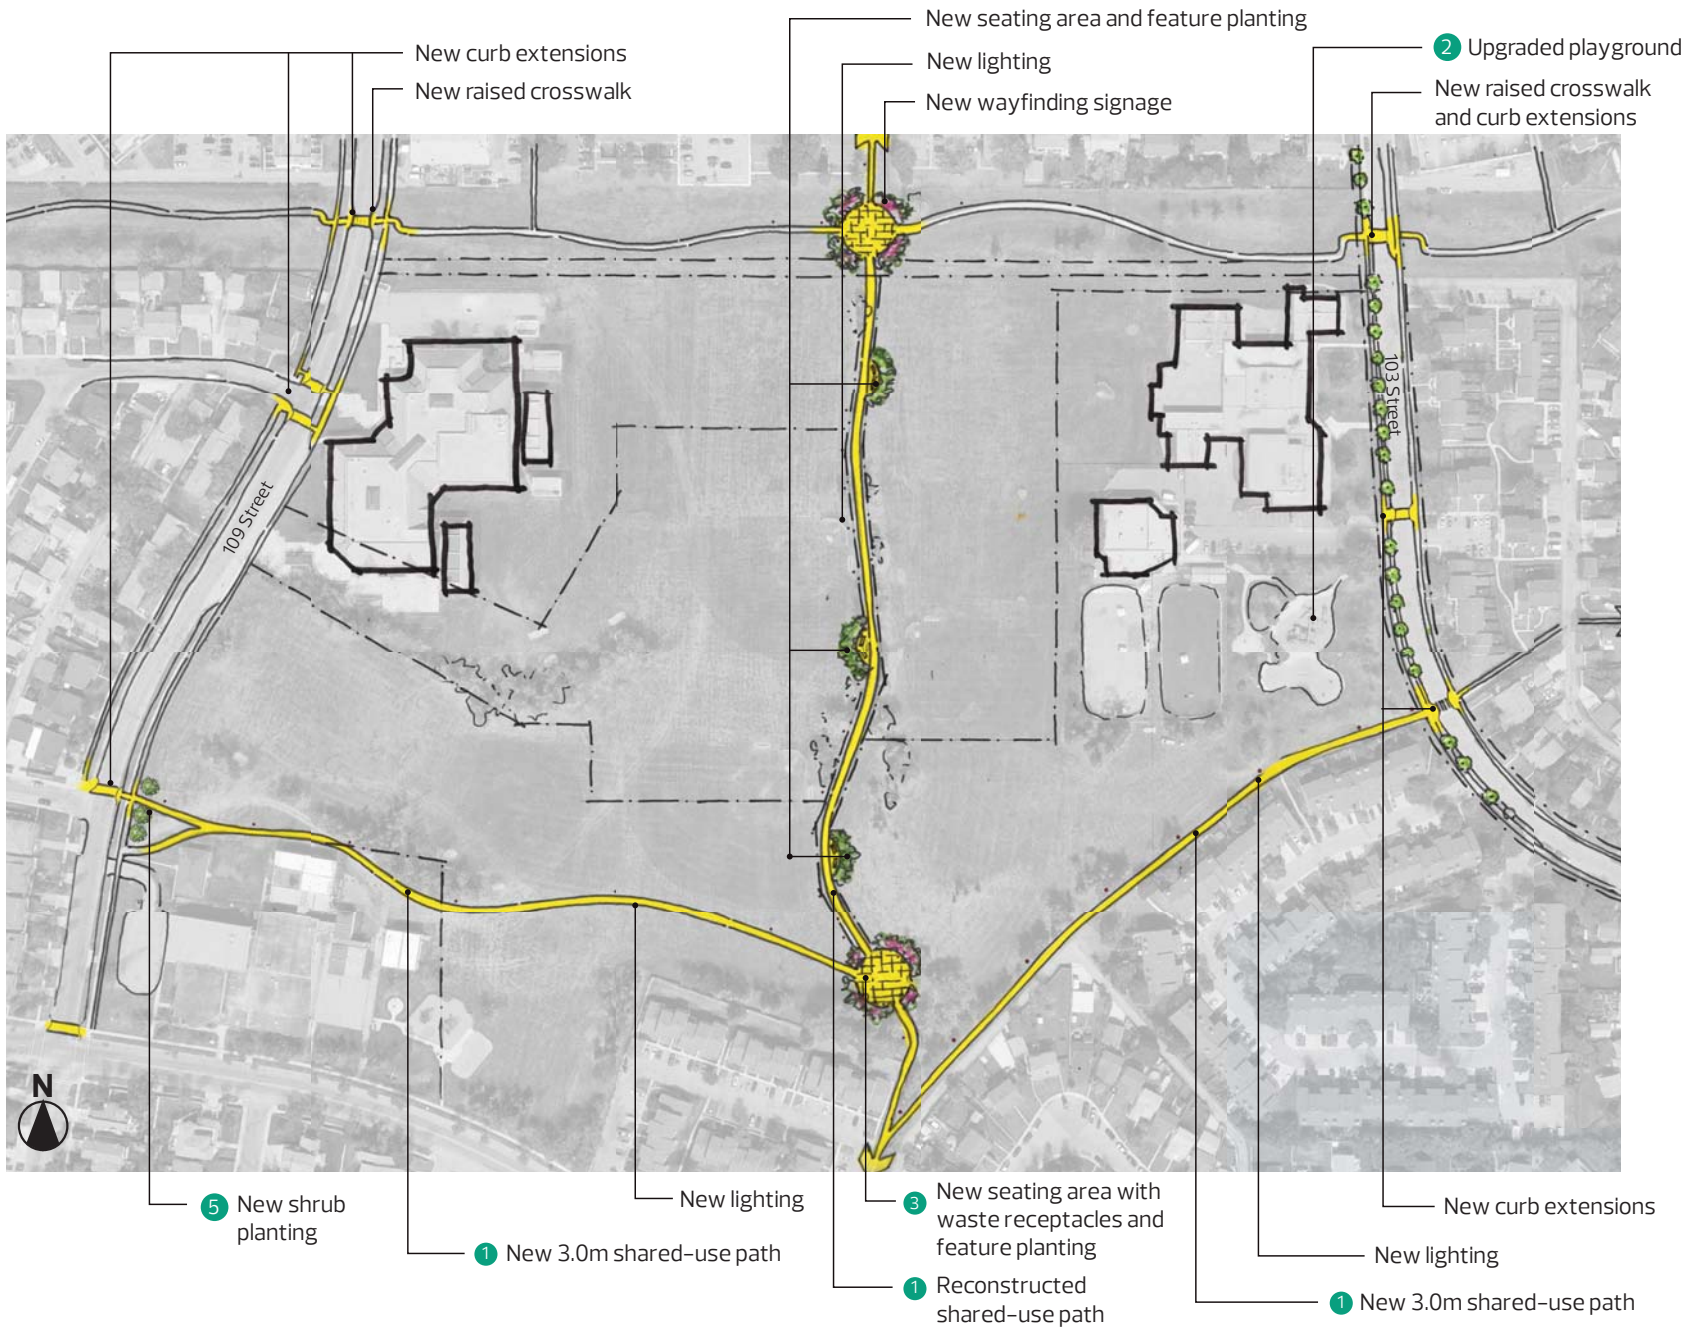 New seating area and feature planting
New curb extensions
2 Upgraded playground
New lighting
New raised crosswalk
New wayfinding signage
New raised crosswalk
and curb extensions
103 Street
109 Street
N
5 New shrub
planting
New lighting
1 New 3.0m shared-use path
3 New seating area with
waste receptacles and
feature planting
1 Reconstructed
shared-use path
New curb extensions
New lighting
1 New 3.0m shared-use path